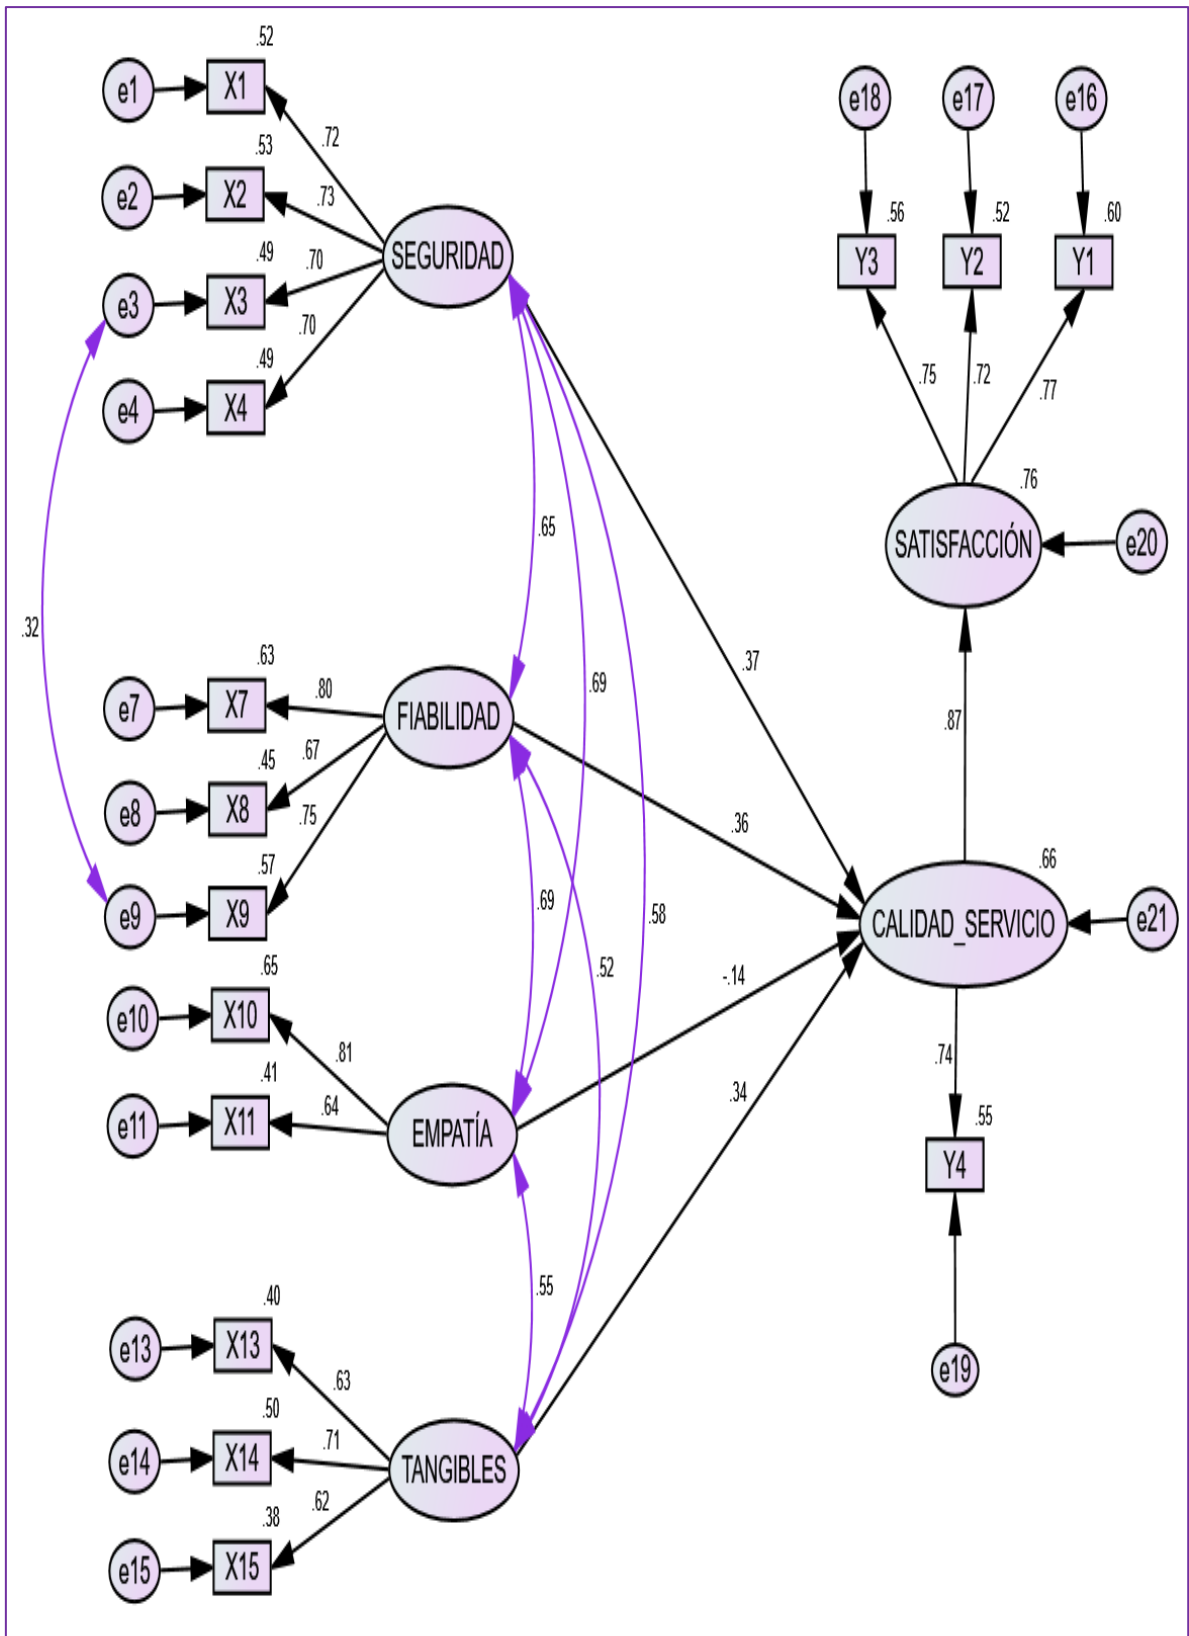 .52
e1 X1
.72
.53
e2 X2
.73
SEGURIDAD
.49
e3 X3
.70
.70
.49
e4 X4
e18 e17 e16
.56 .52 .60
Y3 Y2 Y1
.75 .72 .77
.76
SATISFACCIÓN e20
.65
.32
.37
.69
.63
e7 X7
.80
FIABILIDAD
.87
.67
.45
e8 X8
.75
.36
.57
e9 X9
.69
.58
.66
CALIDAD_SERVICIO e21
.52
-.14
.65
e10 X10
.81
.74
.41
e11 X11
.64
EMPATÍA
.34
.55
Y4
.55
e19
.40
e13 X13
.63
.50
e14 X14
.71
TANGIBLES
.62
.38
e15 X15